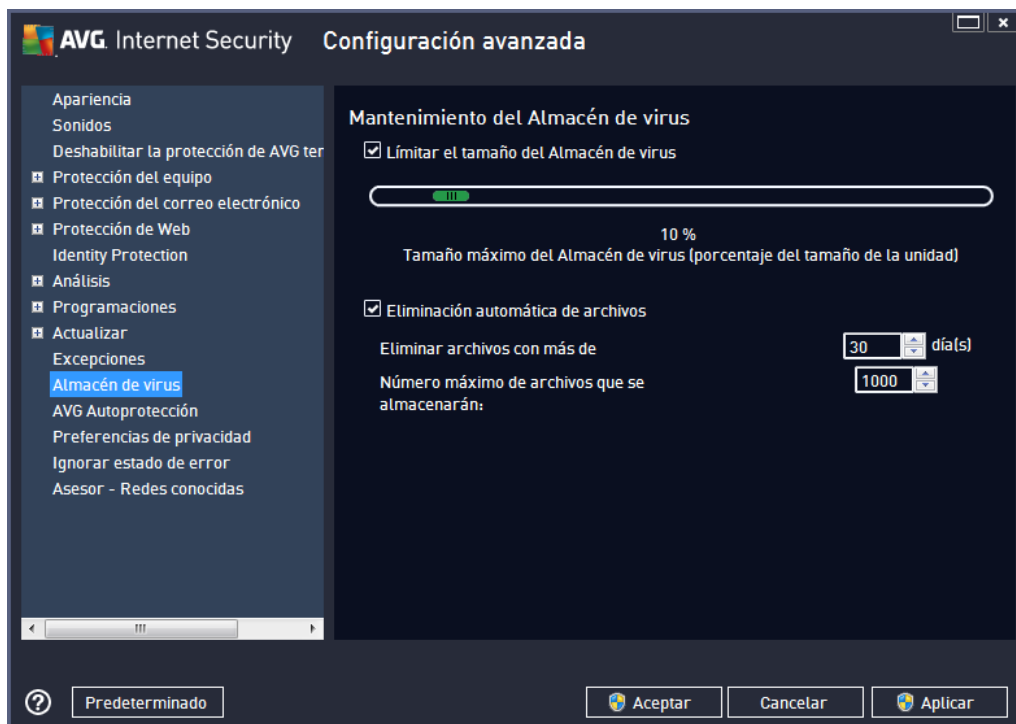 AVG. Internet Security Configuración avanzada
Apariencia
Sonidos
Deshabilitar la protección de AVG ter
Protección del equipo
Protección del correo electrónico
Protección de Web
Identity Protection
Análisis
Programaciones
Actualizar
Excepciones
Almacén de virus
AVG Autoprotección
Preferencias de privacidad
Ignorar estado de error
Asesor - Redes conocidas
Mantenimiento del Almacén de virus
Límitar el tamaño del Almacén de virus
10 %
Tamaño máximo del Almacén de virus (porcentaje del tamaño de la unidad)
Eliminación automática de archivos
Eliminar archivos con más de 30 día(s)
Número máximo de archivos que se 1000
almacenarán:
? Predeterminado Aceptar Cancelar Aplicar